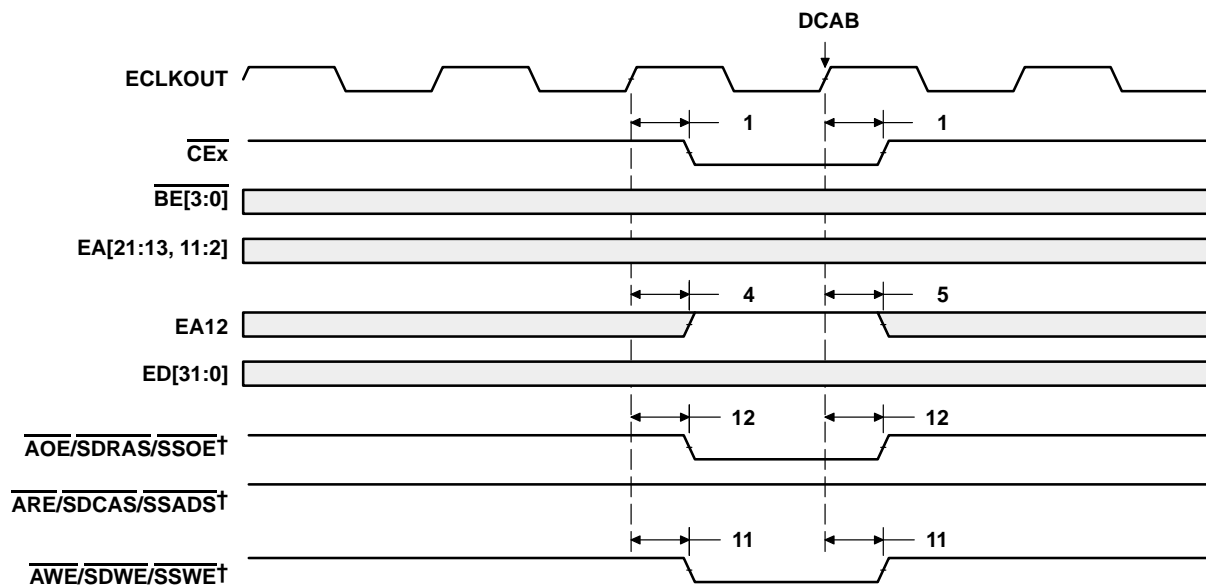 DCAB
ECLKOUT
1 1
CEx
BE[3:0]
EA[21:13, 11:2]
4 5
EA12
ED[31:0]
12 12
AOE/SDRAS/SSOE†
ARE/SDCAS/SSADS†
11 11
AWE/SDWE/SSWE†